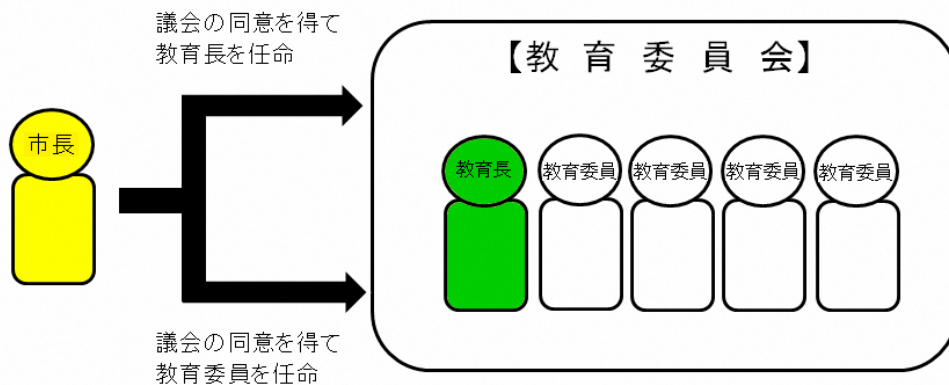 議会の同意を得て
教育長を任命
【教育委員会】
市長
教育長
教育委員
教育委員
教育委員
教育委員
議会の同意を得て
教育委員を任命